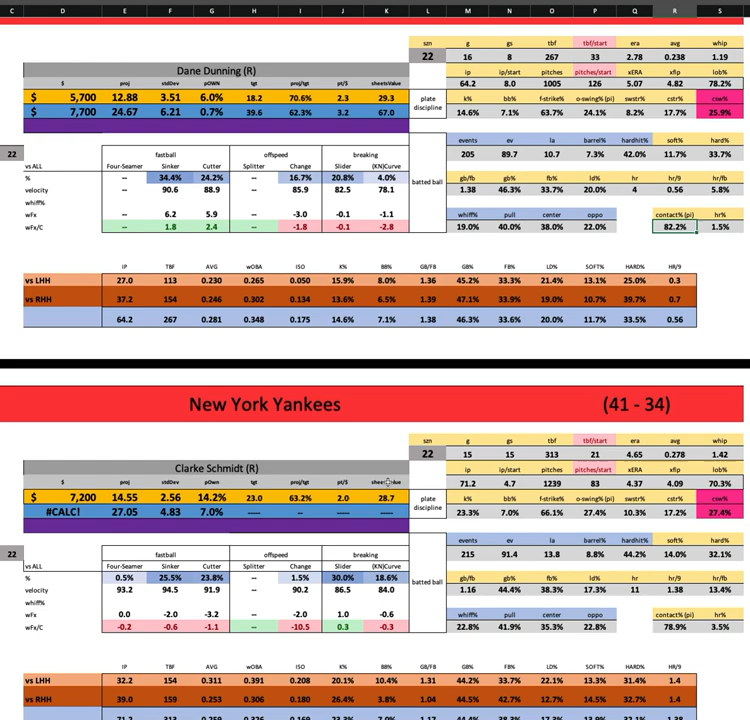 C D E F G H I J K L M N O P Q R S
szn g gs tbf tbf/start era avg whip
22 16 8 267 33 2.78 0.238 1.19
Dane Dunning (R) ip ip/start pitches pitches/start xERA xfip lob%
$ proj stdDev pOWN tgt proj/tgt pt/$ sheetsValue 64.2 8.0 1005 126 5.07 4.82 78.2%
$ 5,700 12.88 3.51 6.0% 18.2 70.6% 2.3 29.3 plate discipline k% bb% f-strike% o-swing% (pi) swstr% cstr% csw%
$ 7,700 24.67 6.21 0.7% 39.6 62.3% 3.2 67.0 14.6% 7.1% 63.7% 24.1% 8.2% 17.7% 25.9%
events ev la barrel% hardhit% soft% hard%
22 fastball offspeed breaking 205 89.7 10.7 7.3% 42.0% 11.7% 33.7%
vs ALL Four-Seamer Sinker Cutter Splitter Change Slider (KN)Curve
% -- 34.4% 24.2% -- 16.7% 20.8% 4.0% batted ball gb/fb gb% fb% ld% hr hr/9 hr/fb
velocity -- 90.6 88.9 -- 85.9 82.5 78.1 1.38 46.3% 33.7% 20.0% 4 0.56 5.8%
whiff%
wFx -- 6.2 5.9 -- -3.0 -0.1 -1.1 whiff% pull center oppo contact% (pi) hr%
wFx/C -- 1.8 2.4 -- -1.8 -0.1 -2.8 19.0% 40.0% 38.0% 22.0% 82.2% 1.5%
IP TBF AVG wOBA ISO K% BB% GB/FB GB% FB% LD% SOFT% HARD% HR/9
vs LHH 27.0 113 0.230 0.265 0.050 15.9% 8.0% 1.36 45.2% 33.3% 21.4% 13.1% 25.0% 0.3
vs RHH 37.2 154 0.246 0.302 0.134 13.6% 6.5% 1.39 47.1% 33.9% 19.0% 10.7% 39.7% 0.7
64.2 267 0.281 0.348 0.175 14.6% 7.1% 1.38 46.3% 33.6% 20.0% 11.7% 33.5% 0.56
New York Yankees (41 - 34)
szn g gs tbf tbf/start era avg whip
22 15 15 313 21 4.65 0.278 1.42
Clarke Schmidt (R) ip ip/start pitches pitches/start xERA xfip lob%
$ proj stdDev pOwn tgt proj/tgt pt/$ 71.2 4.7 1239 83 4.37 4.09 70.3%
$ 7,200 14.55 2.56 14.2% 23.0 63.2% 2.0 28.7 plate discipline k% bb% f-strike% o-swing% (pi) swstr% cstr% csw%
#CALC! 27.05 4.83 7.0% ----- -- ----- ----- 23.3% 7.0% 66.1% 27.4% 10.3% 17.2% 27.4%
events ev la barrel% hardhit% soft% hard%
22 fastball offspeed breaking 215 91.4 13.8 8.8% 44.2% 14.0% 32.1%
vs ALL Four-Seamer Sinker Cutter Splitter Change Slider (KN)Curve
% 0.5% 25.5% 23.8% -- 1.5% 30.0% 18.6% batted ball gb/fb gb% fb% ld% hr hr/9 hr/fb
velocity 93.2 94.5 91.9 -- 90.2 86.5 84.0 1.16 44.4% 38.3% 17.3% 11 1.38 13.4%
whiff%
wFx 0.0 -2.0 -3.2 -- -2.0 1.0 -0.6 whiff% pull center oppo contact% (pi) hr%
wFx/C -0.2 -0.6 -1.1 -- -10.5 0.3 -0.3 22.8% 41.9% 35.3% 22.8% 78.9% 3.5%
IP TBF AVG wOBA ISO K% BB% GB/FB GB% FB% LD% SOFT% HARD% HR/9
vs LHH 32.2 154 0.311 0.391 0.208 20.1% 10.4% 1.31 44.2% 33.7% 22.1% 13.3% 31.4% 1.4
vs RHH 39.0 159 0.253 0.306 0.180 26.4% 3.8% 1.04 44.5% 42.7% 12.7% 14.5% 32.7% 1.4